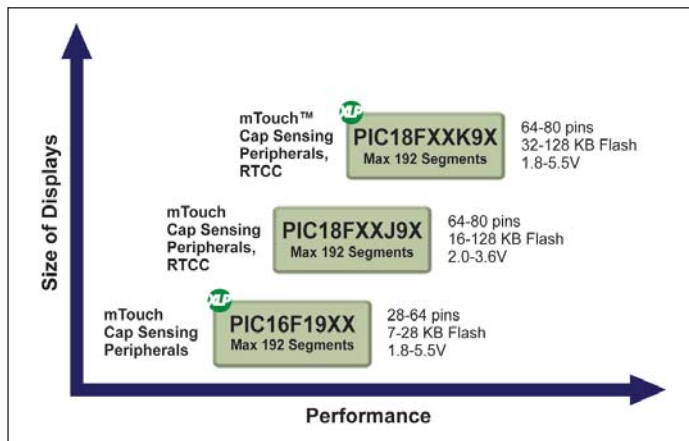 Size of Displays
XLP
mTouch™
Cap Sensing
Peripherals,
RTCC
PIC18FXXK9X
Max 192 Segments
64-80 pins
32-128 KB Flash
1.8-5.5V
mTouch
Cap Sensing
Peripherals,
RTCC
PIC18FXXJ9X
Max 192 Segments
64-80 pins
16-128 KB Flash
2.0-3.6V
XLP
mTouch
Cap Sensing
Peripherals
PIC16F19XX
Max 192 Segments
28-64 pins
7-28 KB Flash
1.8-5.5V
Performance